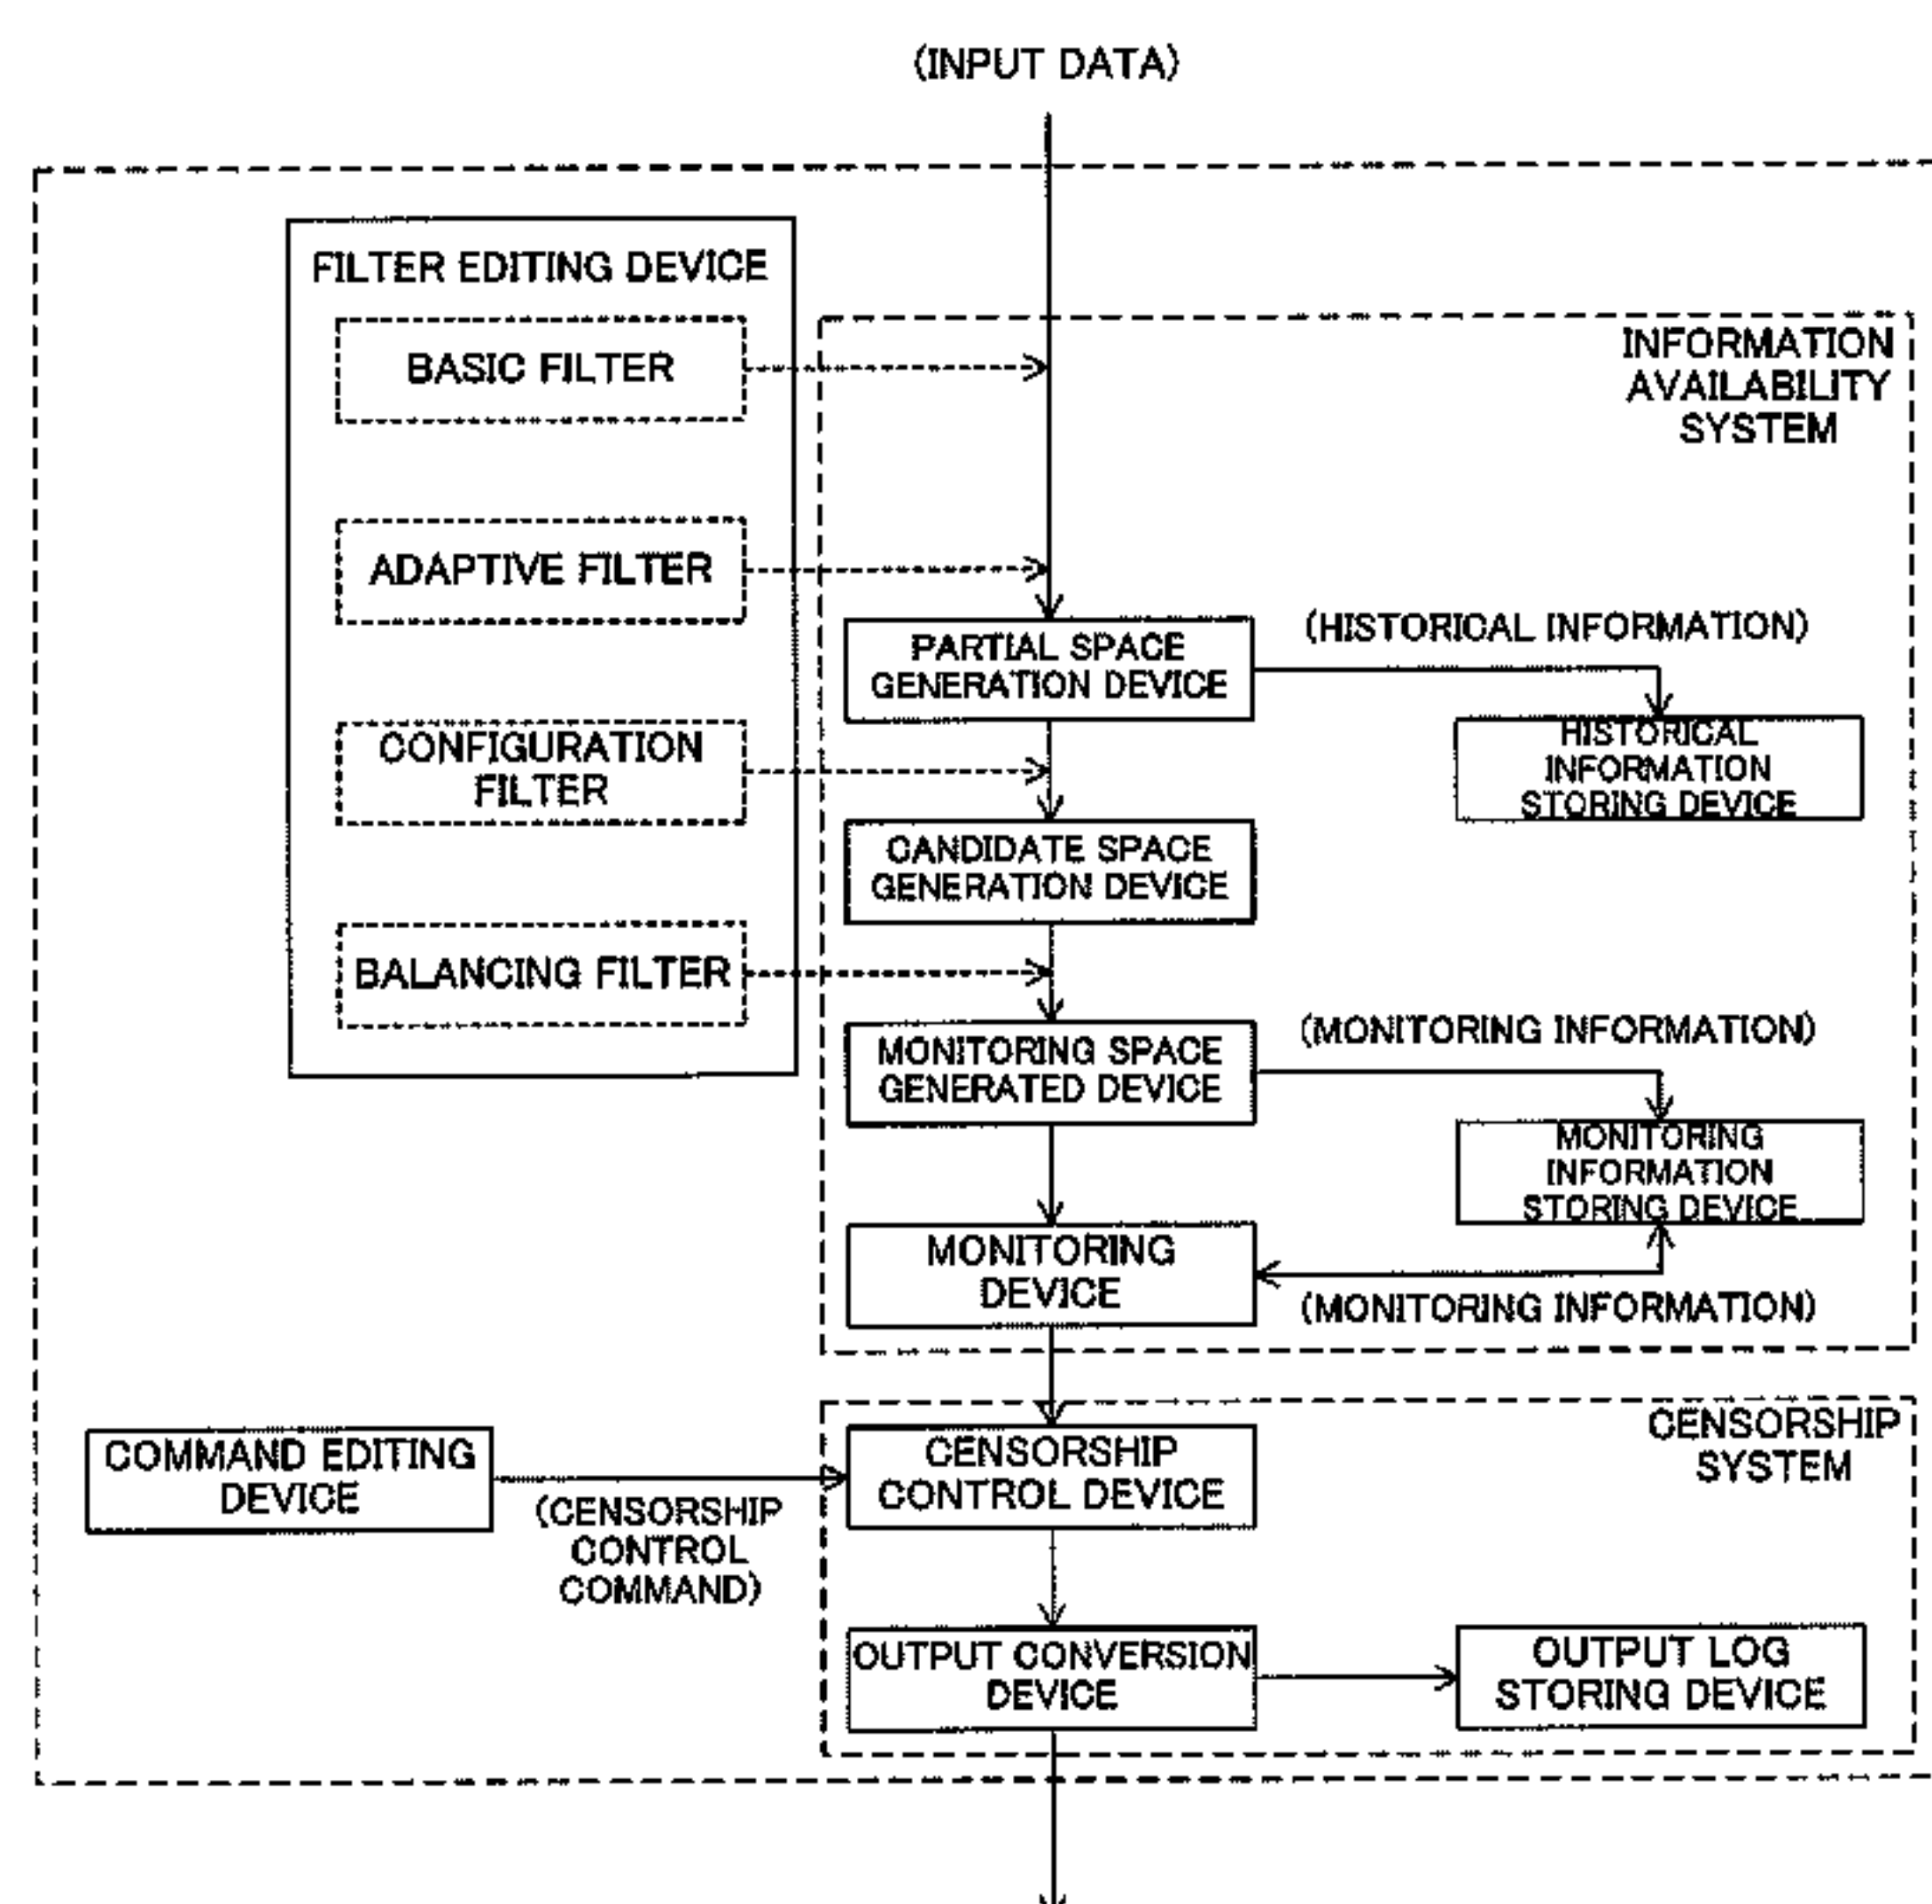 (INPUT DATA)
FILTER EDITING DEVICE
BASIC FILTER
INFORMATION
AVAILABILITY
SYSTEM
ADAPTIVE FILTER
PARTIAL SPACE
GENERATION DEVICE
(HISTORICAL INFORMATION)
CONFIGURATION
FILTER
HISTORICAL
INFORMATION
STORING DEVICE
CANDIDATE SPACE
GENERATION DEVICE
BALANCING FILTER
MONITORING SPACE
GENERATED DEVICE
(MONITORING INFORMATION)
MONITORING
INFORMATION
STORING DEVICE
MONITORING
DEVICE
(MONITORING INFORMATION)
COMMAND EDITING
DEVICE
(CENSORSHIP
CONTROL
COMMAND)
CENSORSHIP
CONTROL DEVICE
CENSORSHIP
SYSTEM
OUTPUT CONVERSION
DEVICE
OUTPUT LOG
STORING DEVICE